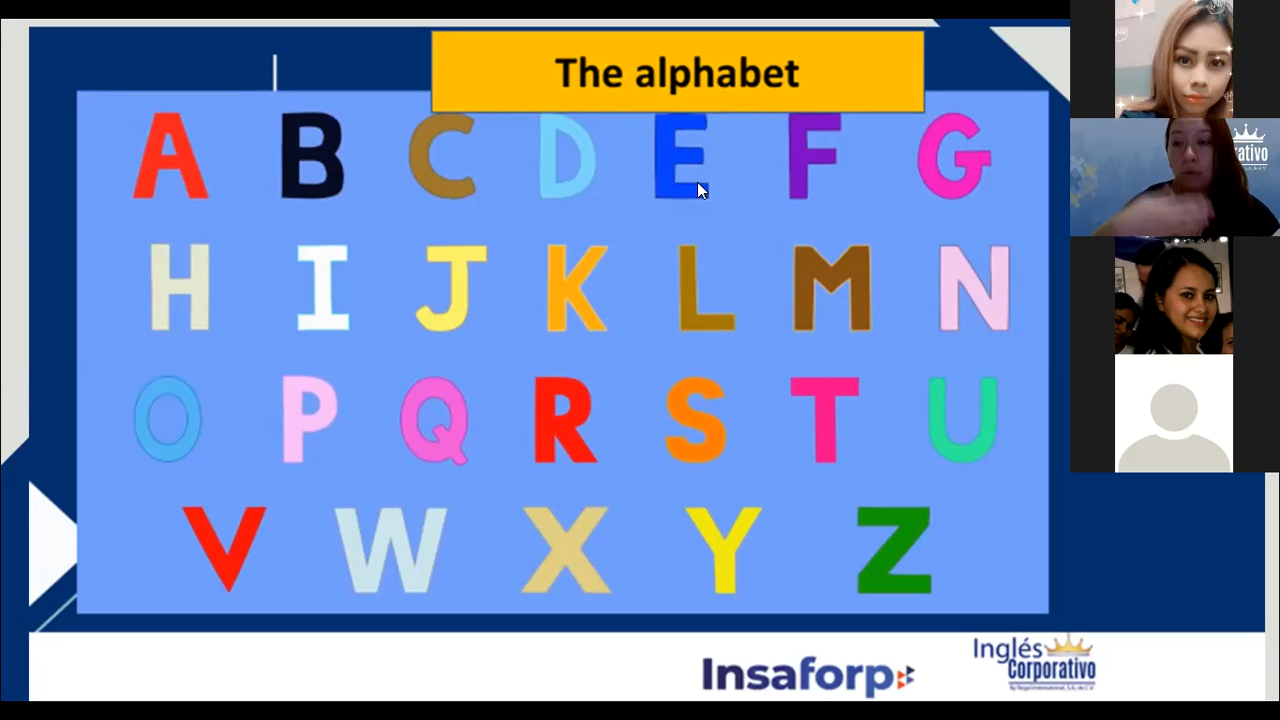 The alphabet
A B C D E F G
H I J K L M N
O P Q R S T U
V W X Y Z
Insaforp
Inglés
Corporativo